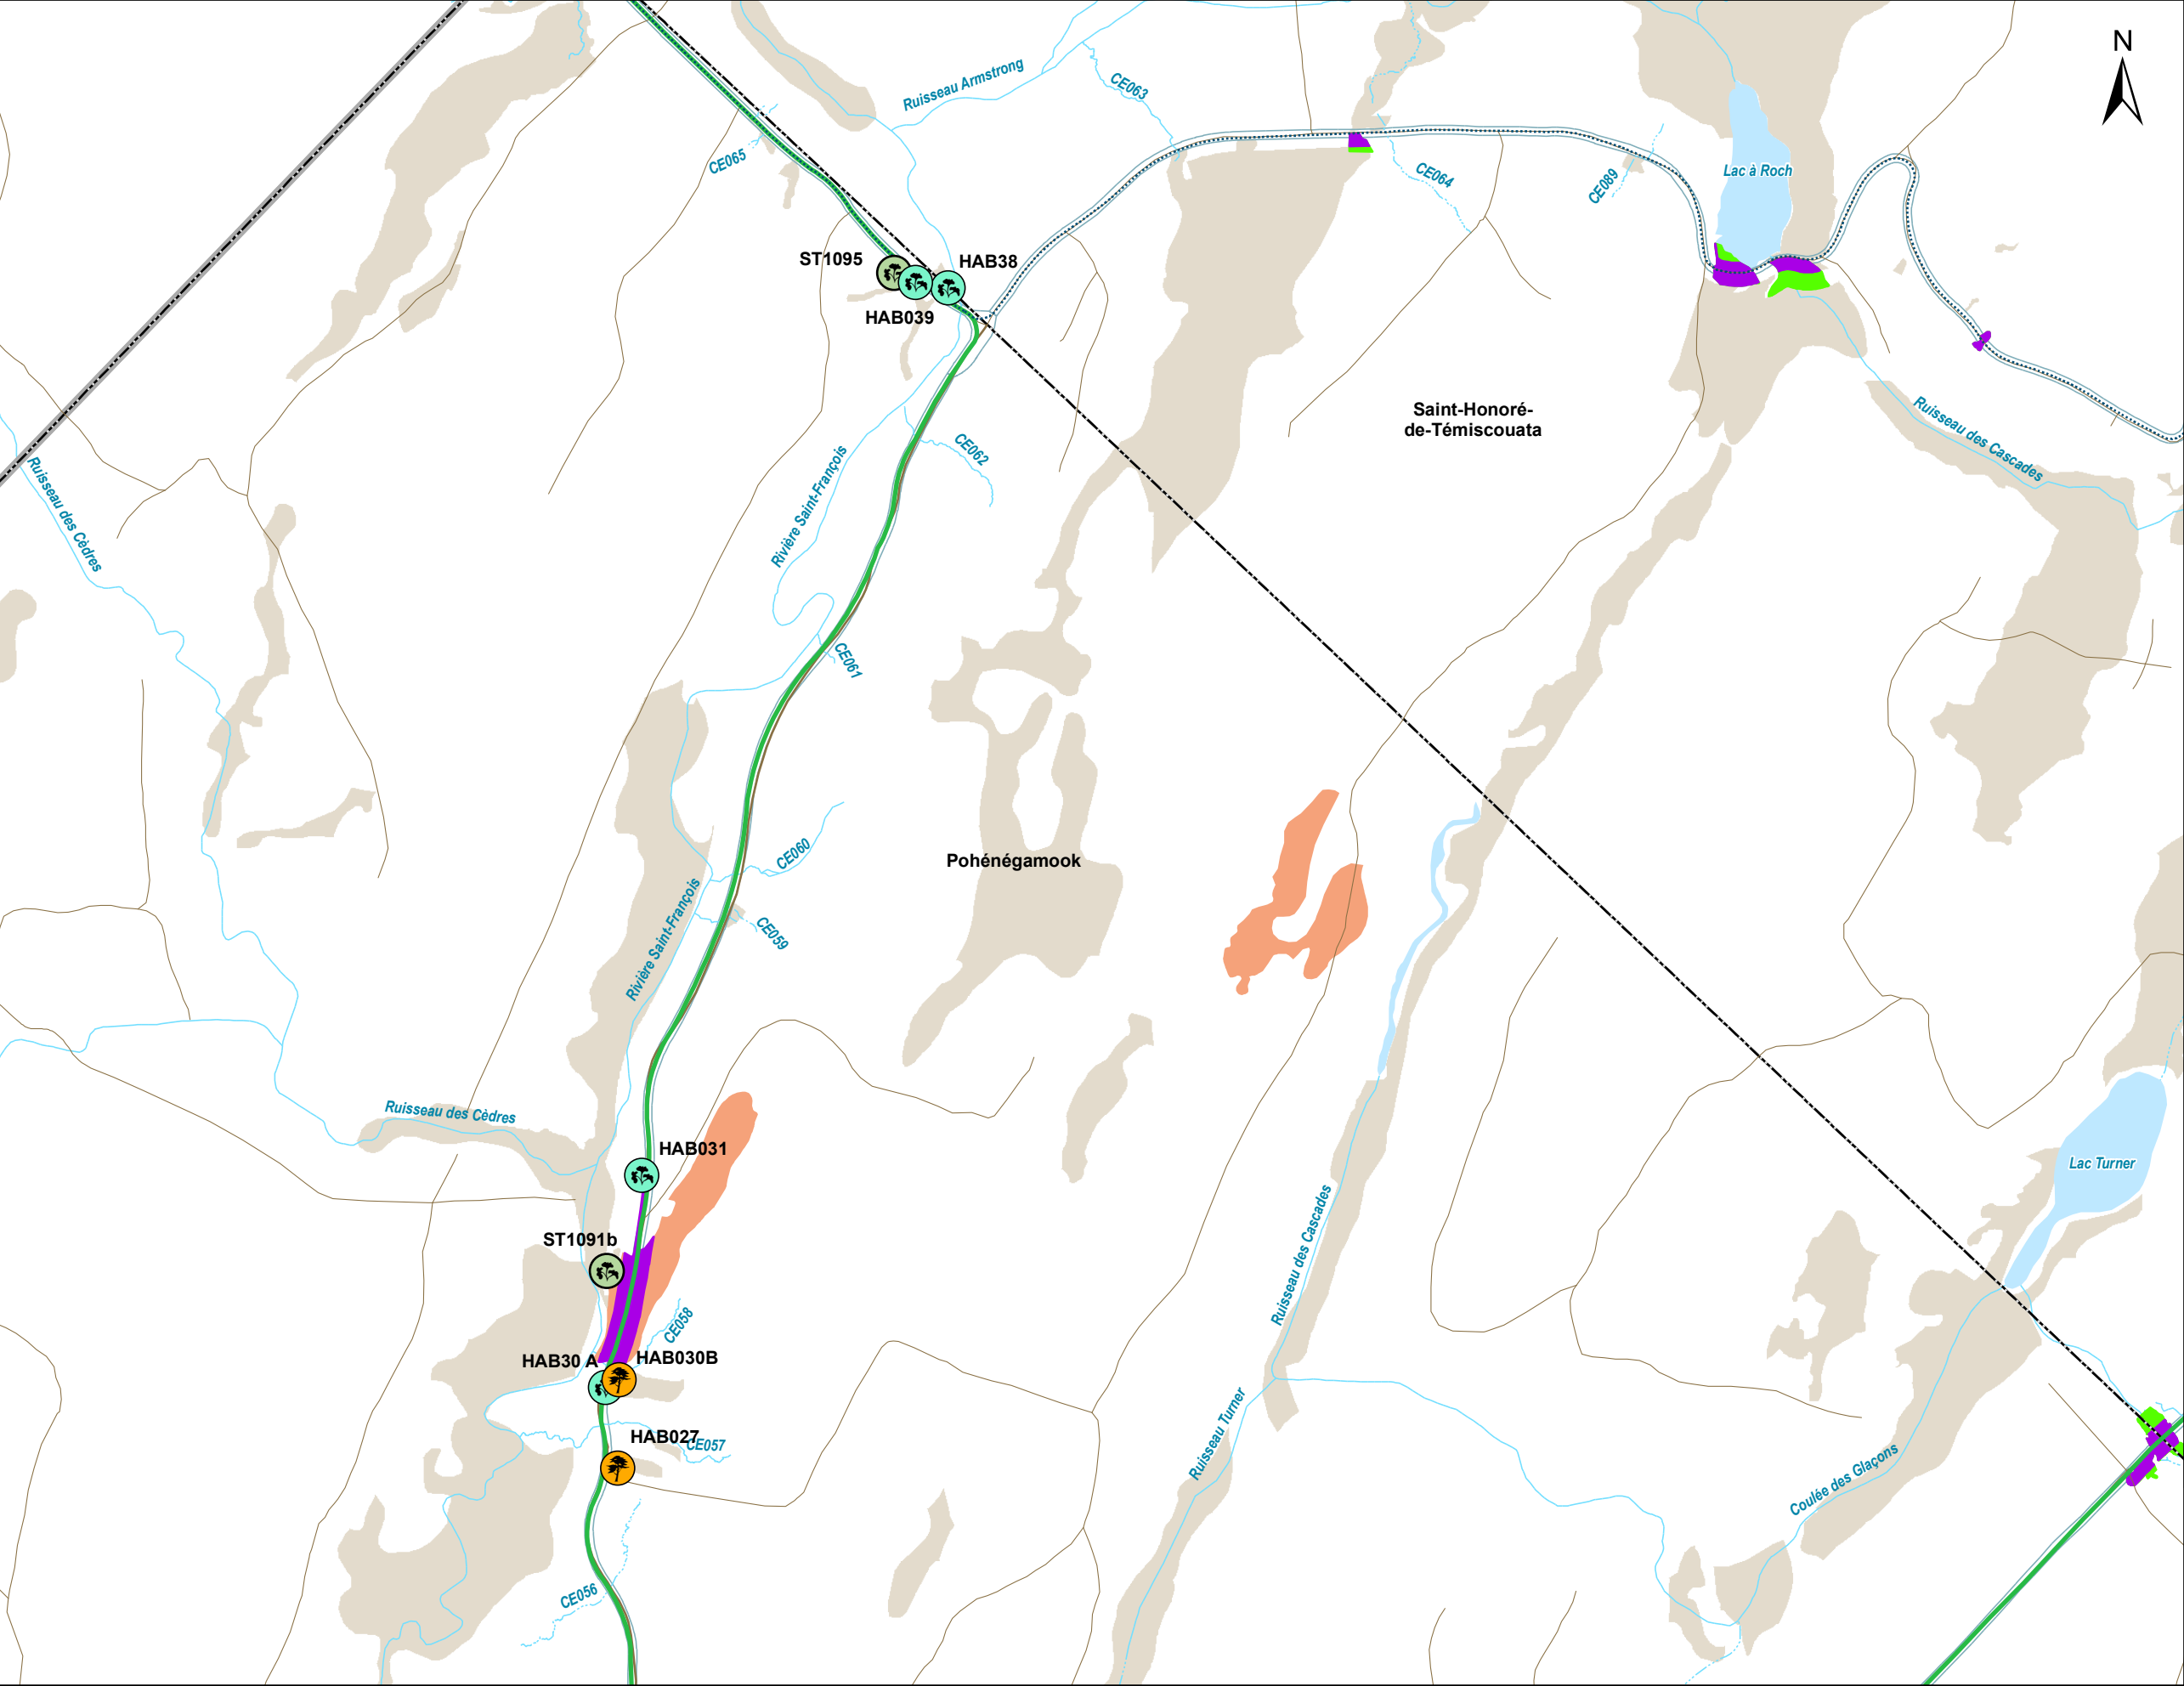 N
Ruisseau Armstrong
CE063
CE065
CE064
CE089
Lac à Roch
ST1095
HAB38
HAB039
Saint-Honoré-
de-Témiscouata
Ruisseau des Cascades
CE062
Rivière Saint-François
Ruisseau des Cèdres
CE061
CE060
Pohénégamook
CE059
Rivière Saint-François
Ruisseau des Cèdres
HAB031
Lac Turner
ST1091b
Ruisseau des Cascades
CE058
HAB30 A
HAB030B
Ruisseau Turner
HAB027
CE057
Coulée des Glaçons
CE056